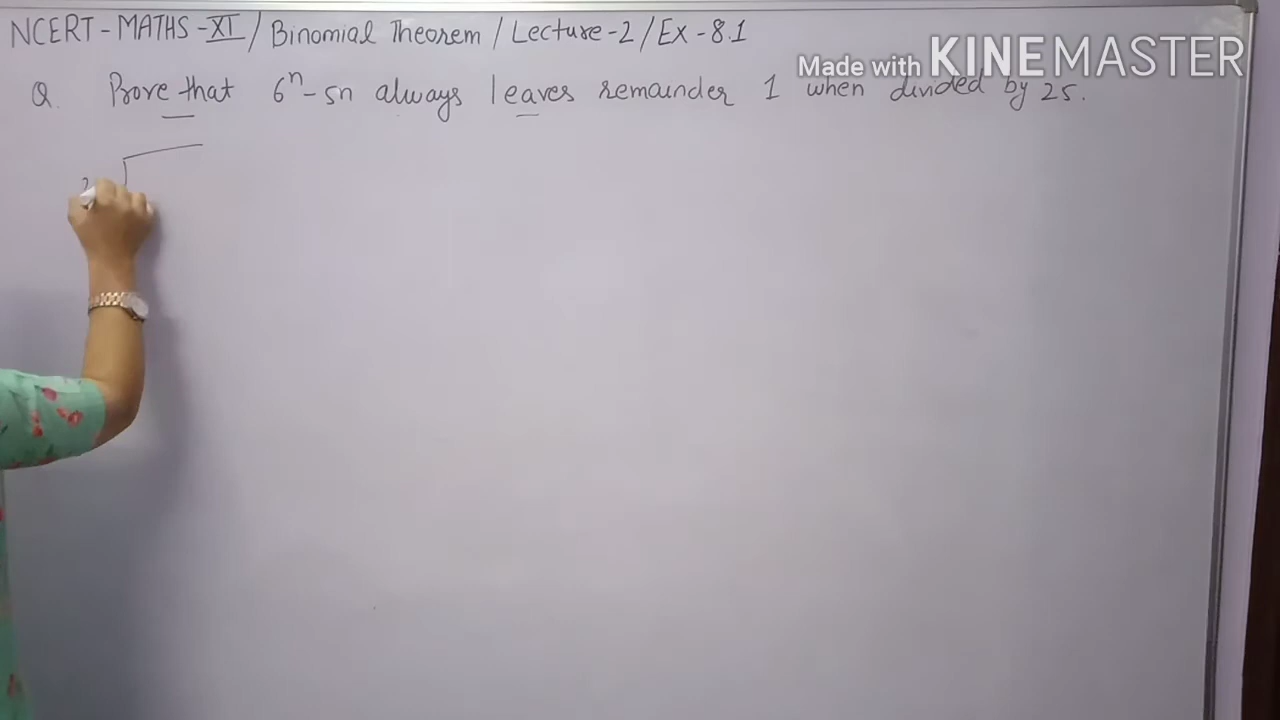 NCERT - MATHS - XI / Binomial Theorem / Lecture - 2 / Ex - 8.1
Made with KINEMASTER
Q. Prove that 6ⁿ - 5n always leaves remainder 1 when divided by 25.